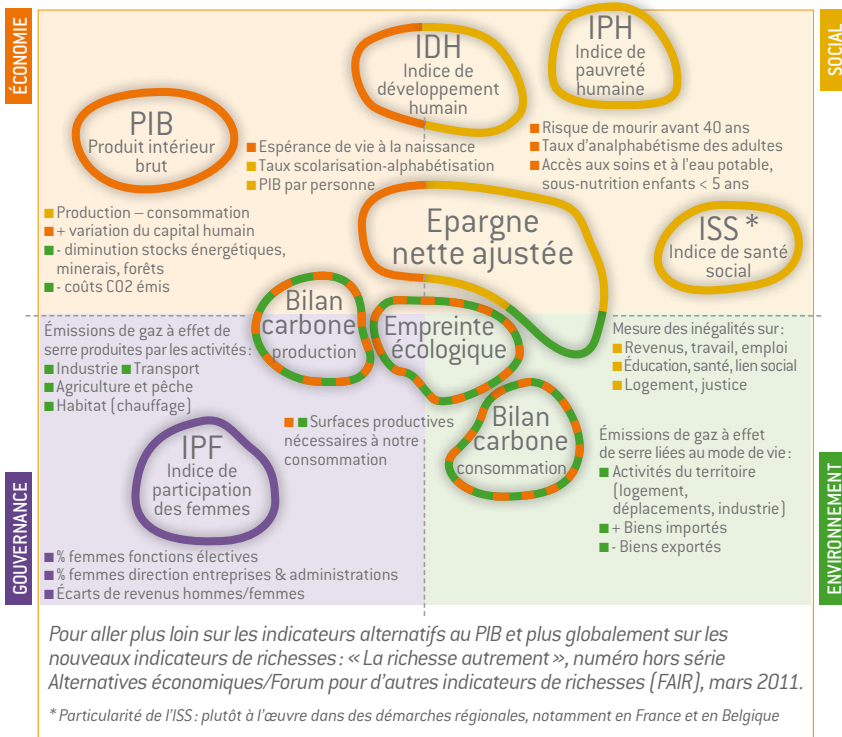 ÉCONOMIE
SOCIAL
PIB
Produit intérieur
brut
IDH
Indice de
développement
humain
IPH
Indice de
pauvreté
humaine
Espérance de vie à la naissance
Taux scolarisation-alphabétisation
PIB par personne
Risque de mourir avant 40 ans
Taux d'analphabétisme des adultes
Accès aux soins et à l'eau potable,
sous-nutrition enfants < 5 ans
Production – consommation
+ variation du capital humain
- diminution stocks énergétiques,
minerais, forêts
- coûts CO2 émis
Epargne
nette ajustée
ISS *
Indice de santé
social
Bilan
carbone
production
Empreinte
écologique
Émissions de gaz à effet de
serre produites par les activités :
Industrie Transport
Agriculture et pêche
Habitat (chauffage)
Mesure des inégalités sur :
Revenus, travail, emploi
Éducation, santé, lien social
Logement, justice
Surfaces productives
nécessaires à notre
consommation
Bilan
carbone
consommation
IPF
Indice de
participation
des femmes
Émissions de gaz à effet
de serre liées au mode de vie :
Activités du territoire
(logement,
déplacements, industrie)
+ Biens importés
- Biens exportés
GOUVERNANCE
ENVIRONNEMENT
% femmes fonctions électives
% femmes direction entreprises & administrations
Écarts de revenus hommes/femmes
Pour aller plus loin sur les indicateurs alternatifs au PIB et plus globalement sur les
nouveaux indicateurs de richesses : « La richesse autrement », numéro hors série
Alternatives économiques/Forum pour d'autres indicateurs de richesses (FAIR), mars 2011.
* Particularité de l'ISS : plutôt à l'œuvre dans des démarches régionales, notamment en France et en Belgique